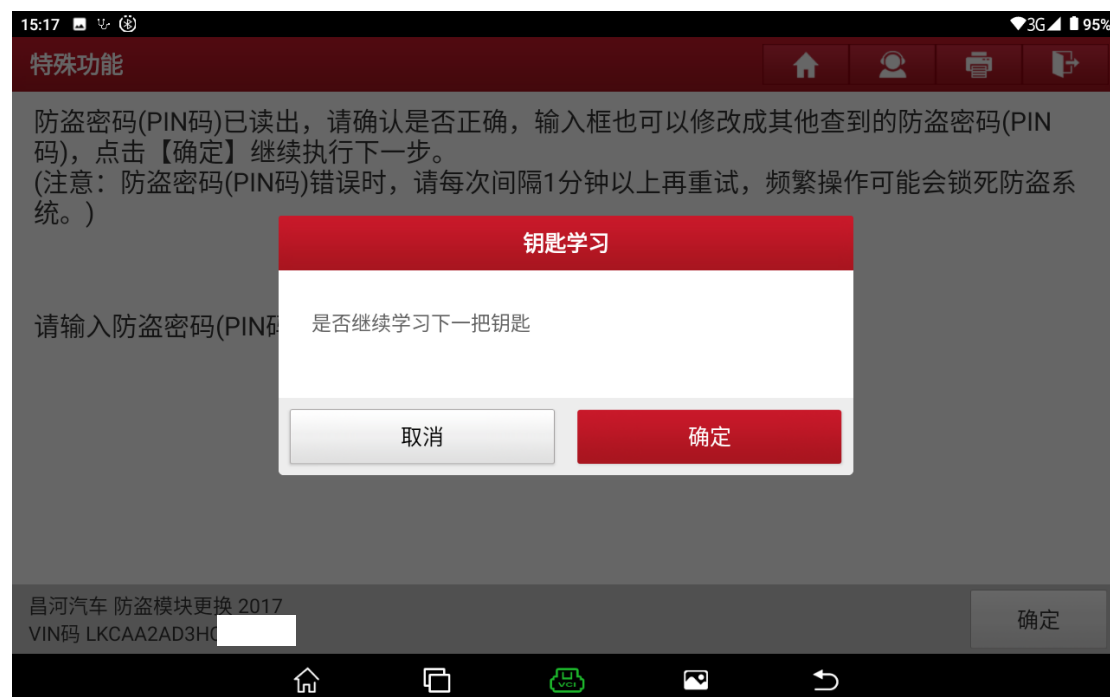 15:17
3G 95%
特殊功能
防盗密码(PIN码)已读出，请确认是否正确，输入框也可以修改成其他查到的防盗密码(PIN
码)，点击【确定】继续执行下一步。
(注意：防盗密码(PIN码)错误时，请每次间隔1分钟以上再重试，频繁操作可能会锁死防盗系
统。)
钥匙学习
请输入防盗密码(PIN码
是否继续学习下一把钥匙
取消
确定
昌河汽车 防盗模块更换 2017
VIN码 LKCAA2AD3H
确定
VCI